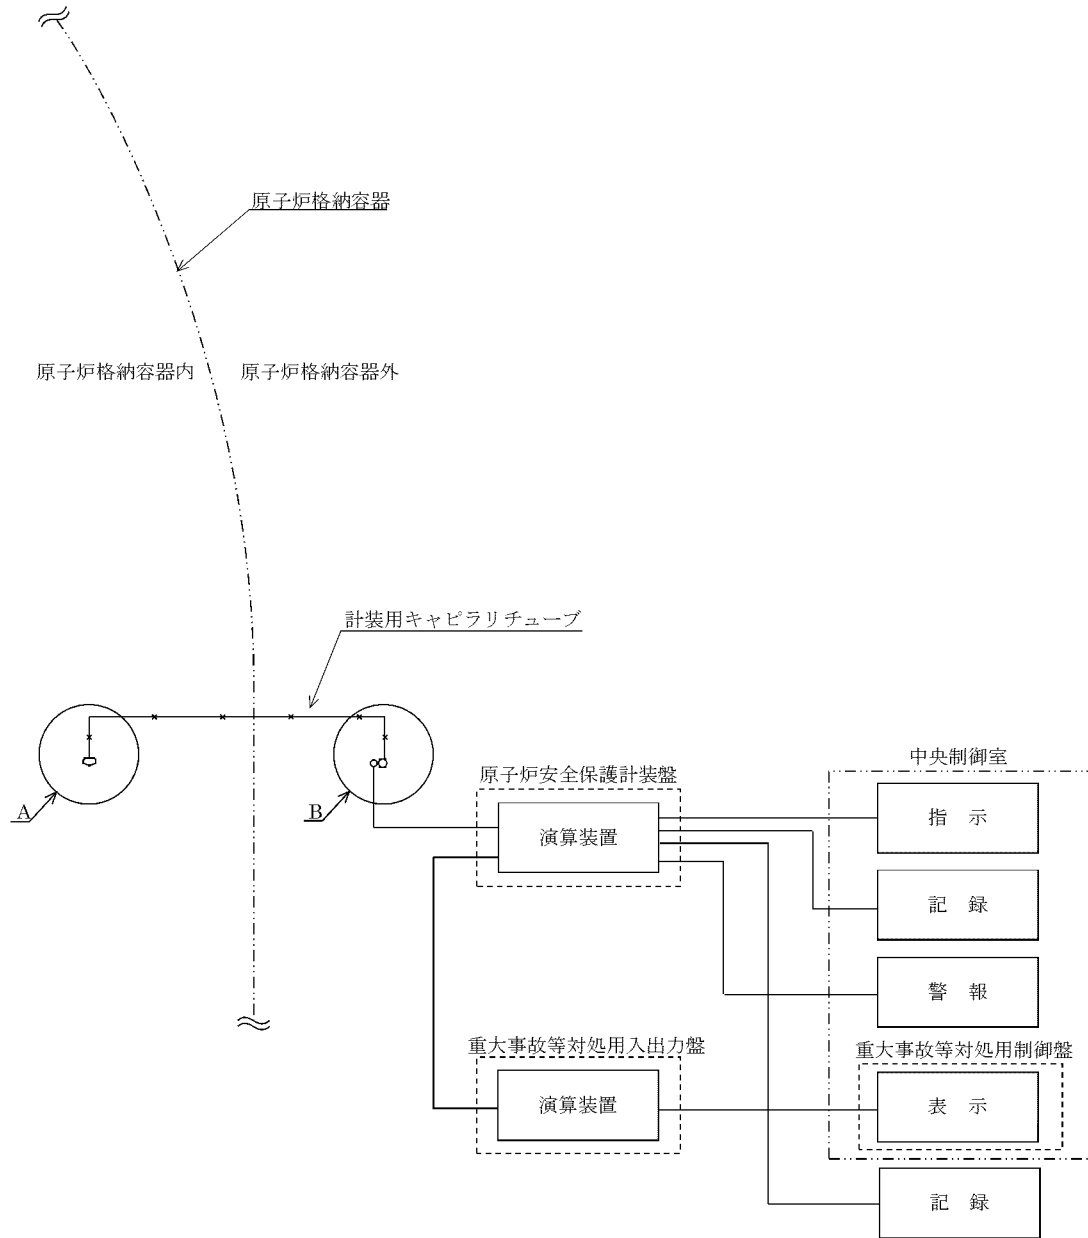 原子炉格納容器
原子炉格納容器内
原子炉格納容器外
計装用キャピラリチューブ
A
B
原子炉安全保護計装盤
演算装置
中央制御室
指 示
記 録
警 報
重大事故等対処用入出力盤
演算装置
重大事故等対処用制御盤
表 示
記 録